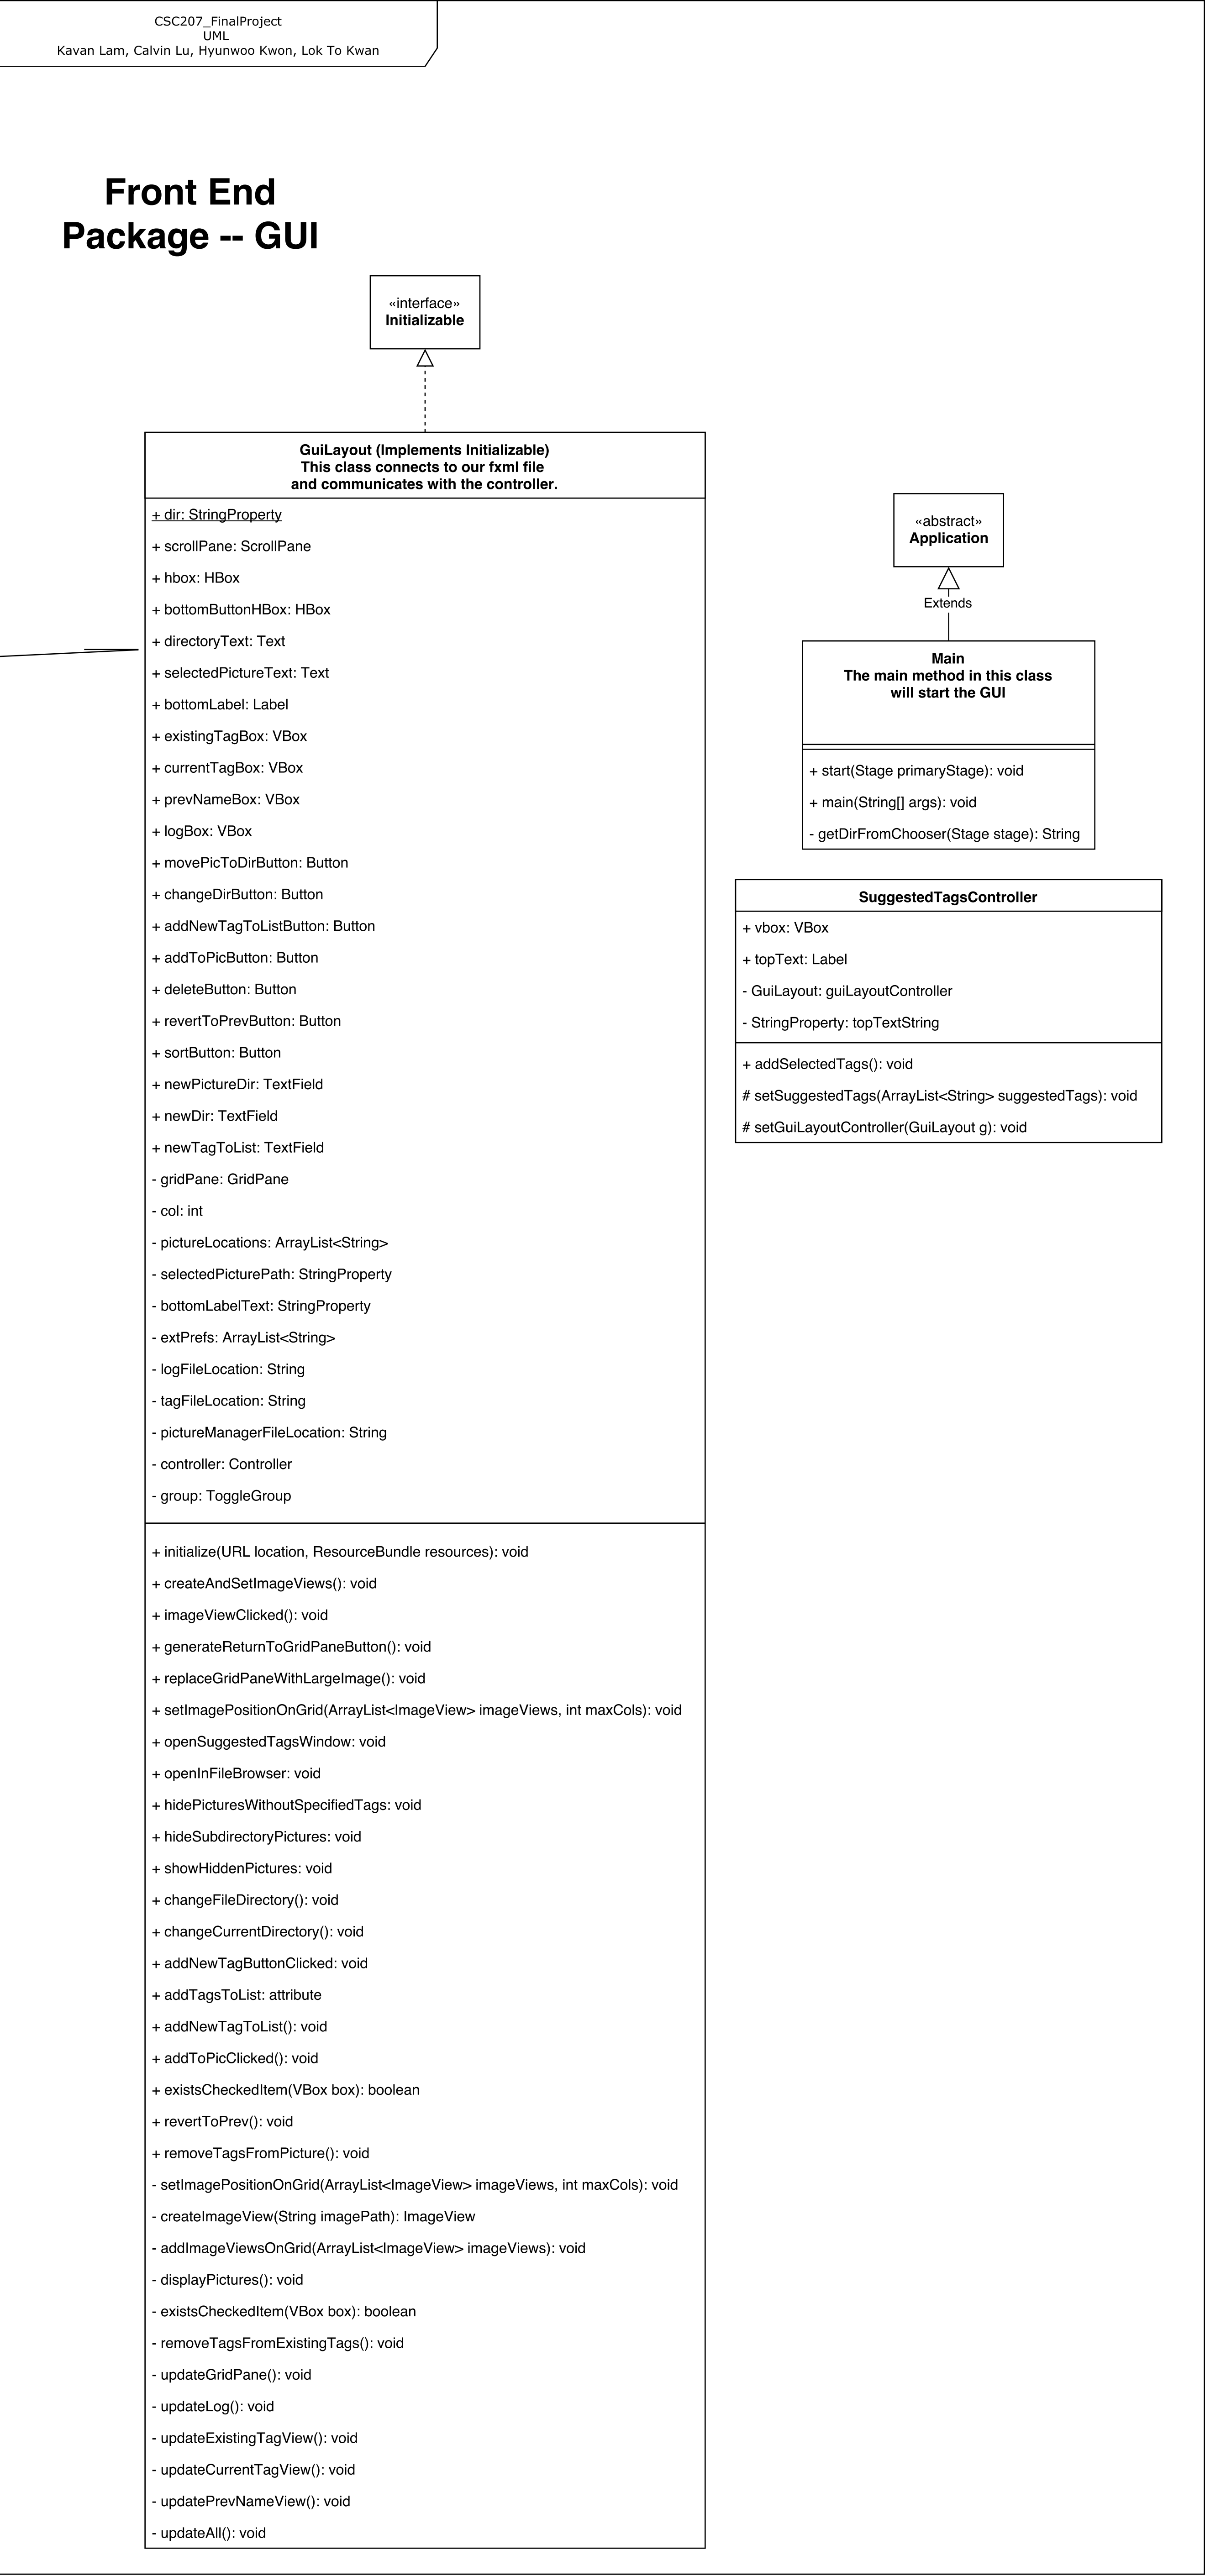 CSC207_FinalProject
UML
Kavan Lam, Calvin Lu, Hyunwoo Kwon, Lok To Kwan
Front End
Package -- GUI
«interface»
Initializable
GuiLayout (Implements Initializable)
This class connects to our fxml file
and communicates with the controller.
+ dir: StringProperty
+ scrollPane: ScrollPane
+ hbox: HBox
+ bottomButtonHBox: HBox
+ directoryText: Text
+ selectedPictureText: Text
+ bottomLabel: Label
+ existingTagBox: VBox
+ currentTagBox: VBox
+ prevNameBox: VBox
+ logBox: VBox
+ movePicToDirButton: Button
+ changeDirButton: Button
+ addNewTagToListButton: Button
+ addToPicButton: Button
+ deleteButton: Button
+ revertToPrevButton: Button
+ sortButton: Button
+ newPictureDir: TextField
+ newDir: TextField
+ newTagToList: TextField
- gridPane: GridPane
- col: int
- pictureLocations: ArrayList<String>
- selectedPicturePath: StringProperty
- bottomLabelText: StringProperty
- extPrefs: ArrayList<String>
- logFileLocation: String
- tagFileLocation: String
- pictureManagerFileLocation: String
- controller: Controller
- group: ToggleGroup
+ initialize(URL location, ResourceBundle resources): void
+ createAndSetImageViews(): void
+ imageViewClicked(): void
+ generateReturnToGridPaneButton(): void
+ replaceGridPaneWithLargeImage(): void
+ setImagePositionOnGrid(ArrayList<ImageView> imageViews, int maxCols): void
+ openSuggestedTagsWindow: void
+ openInFileBrowser: void
+ hidePicturesWithoutSpecifiedTags: void
+ hideSubdirectoryPictures: void
+ showHiddenPictures: void
+ changeFileDirectory(): void
+ changeCurrentDirectory(): void
+ addNewTagButtonClicked: void
+ addTagsToList: attribute
+ addNewTagToList(): void
+ addToPicClicked(): void
+ existsCheckedItem(VBox box): boolean
+ revertToPrev(): void
+ removeTagsFromPicture(): void
- setImagePositionOnGrid(ArrayList<ImageView> imageViews, int maxCols): void
- createImageView(String imagePath): ImageView
- addImageViewsOnGrid(ArrayList<ImageView> imageViews): void
- displayPictures(): void
- existsCheckedItem(VBox box): boolean
- removeTagsFromExistingTags(): void
- updateGridPane(): void
- updateLog(): void
- updateExistingTagView(): void
- updateCurrentTagView(): void
- updatePrevNameView(): void
- updateAll(): void
«abstract»
Application
Extends
Main
The main method in this class
will start the GUI
+ start(Stage primaryStage): void
+ main(String[] args): void
- getDirFromChooser(Stage stage): String
SuggestedTagsController
+ vbox: VBox
+ topText: Label
- GuiLayout: guiLayoutController
- StringProperty: topTextString
+ addSelectedTags(): void
# setSuggestedTags(ArrayList<String> suggestedTags): void
# setGuiLayoutController(GuiLayout g): void